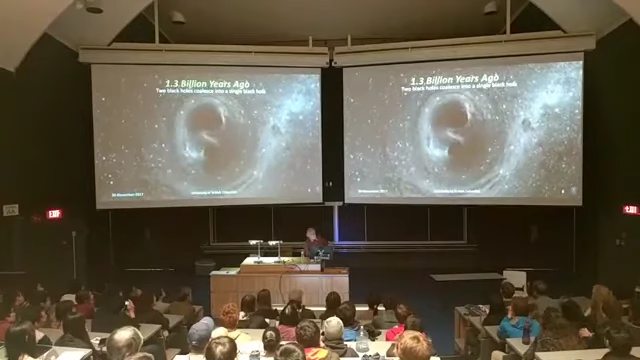 1.3 Billion Years Ago
Two black holes coalesce into a single black hole
1.3 Billion Years Ago
Two black holes coalesce into a single black hole
EXIT
EXIT